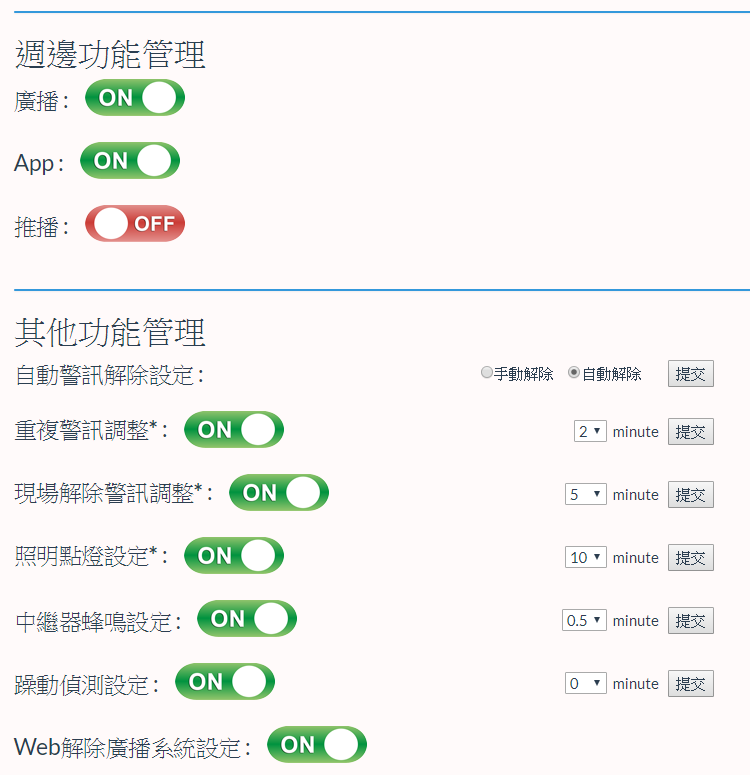 週邊功能管理
廣播： ON
App： ON
推播： OFF
其他功能管理
自動警訊解除設定： 手動解除 自動解除 提交
重複警訊調整*： ON 2 minute 提交
現場解除警訊調整*： ON 5 minute 提交
照明點燈設定*： ON 10 minute 提交
中繼器蜂鳴設定： ON 0.5 minute 提交
躁動偵測設定： ON 0 minute 提交
Web解除廣播系統設定： ON